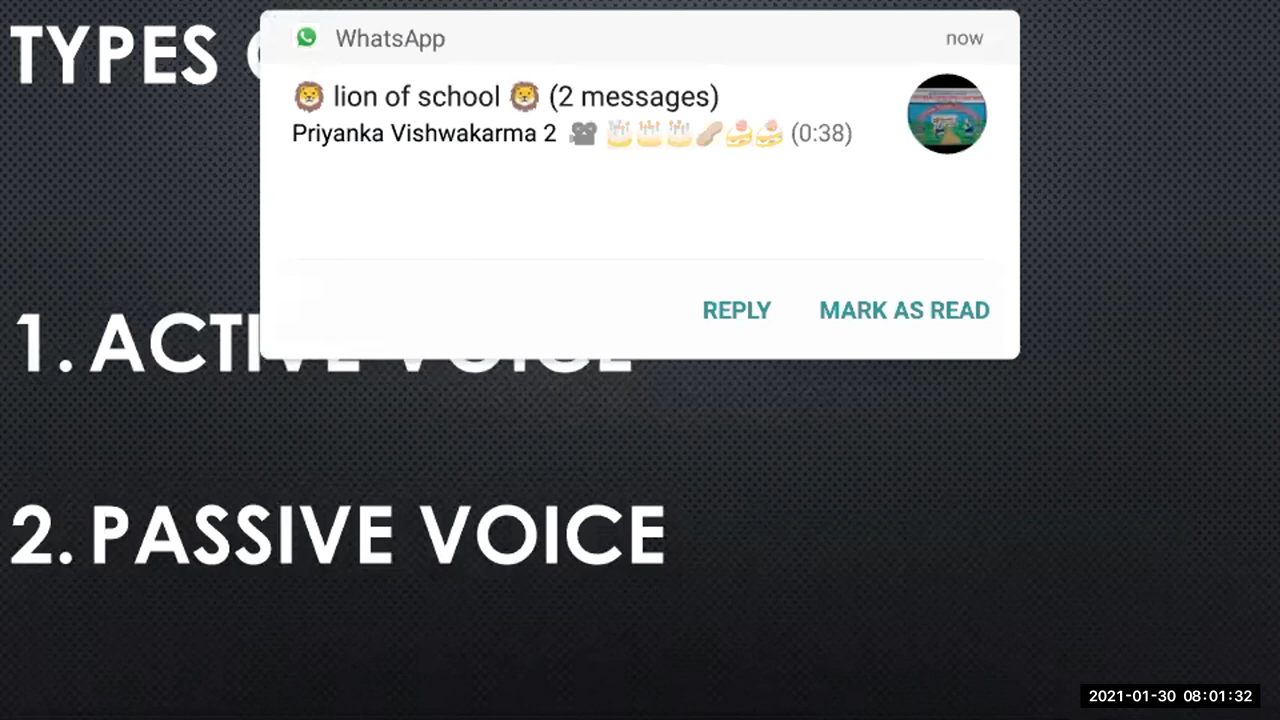 TYPES
WhatsApp
now
🦁 lion of school 🦁 (2 messages)
Priyanka Vishwakarma 2 🎥 🎂🎂🎂🥜🍰🍰 (0:38)
REPLY MARK AS READ
1. ACTIVE VOICE
2. PASSIVE VOICE
2021-01-30 08:01:32